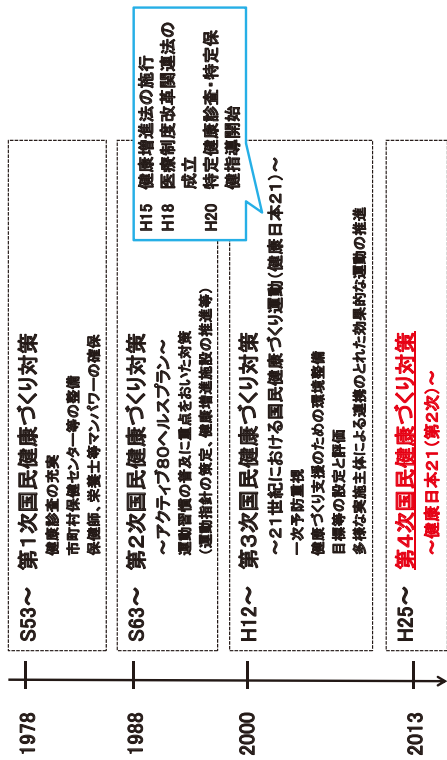 1978
S53～ 第1次国民健康づくり対策
健康診査の充実
市町村保健センター等の整備
保健師、栄養士等マンパワーの確保
1988
S63～ 第2次国民健康づくり対策
～アクティブ80ヘルスプラン～
運動習慣の普及に重点をおいた対策
(運動指針の策定、健康増進施設の推進等)
H15 健康増進法の施行
H18 医療制度改革関連法の
成立
H20 特定健康診査・特定保
健指導開始
2000
H12～ 第3次国民健康づくり対策
～21世紀における国民健康づくり運動(健康日本21)～
一次予防重視
健康づくり支援のための環境整備
目標等の設定と評価
多様な実施主体による連携のとれた効果的な運動の推進
2013
H25～ 第4次国民健康づくり対策
～健康日本21(第2次)～